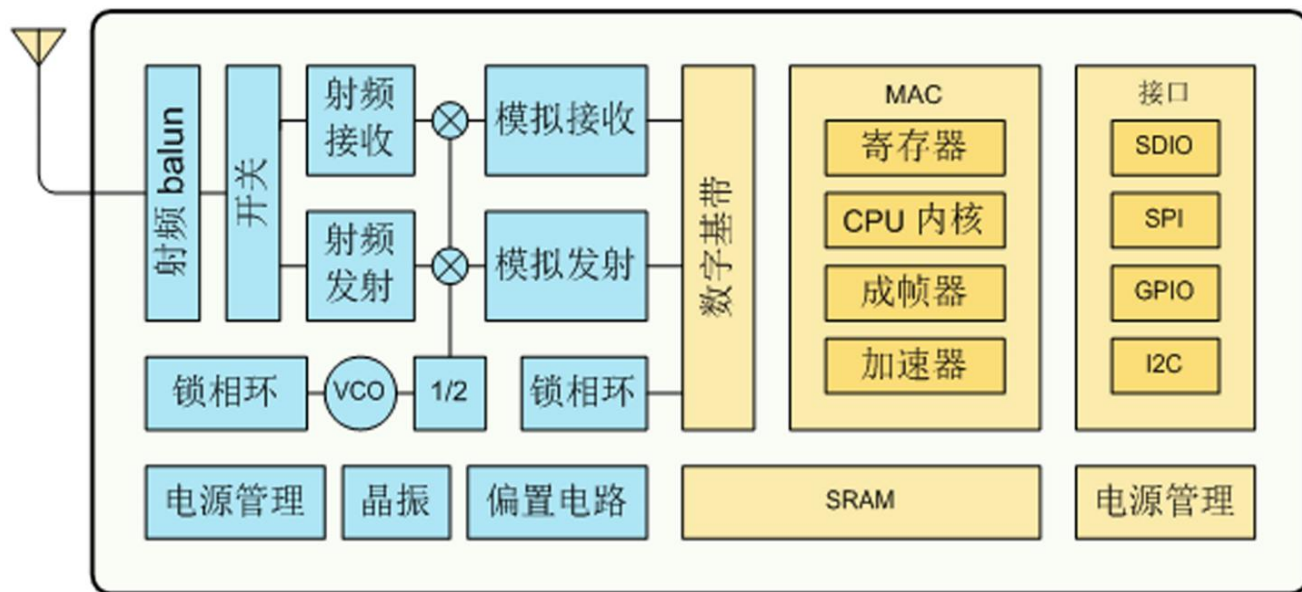 射频 balun
开关
射频
接收
模拟接收
射频
发射
模拟发射
锁相环
VCO
1/2
锁相环
数字基带
MAC
寄存器
CPU 内核
成帧器
加速器
接口
SDIO
SPI
GPIO
I2C
电源管理
晶振
偏置电路
SRAM
电源管理